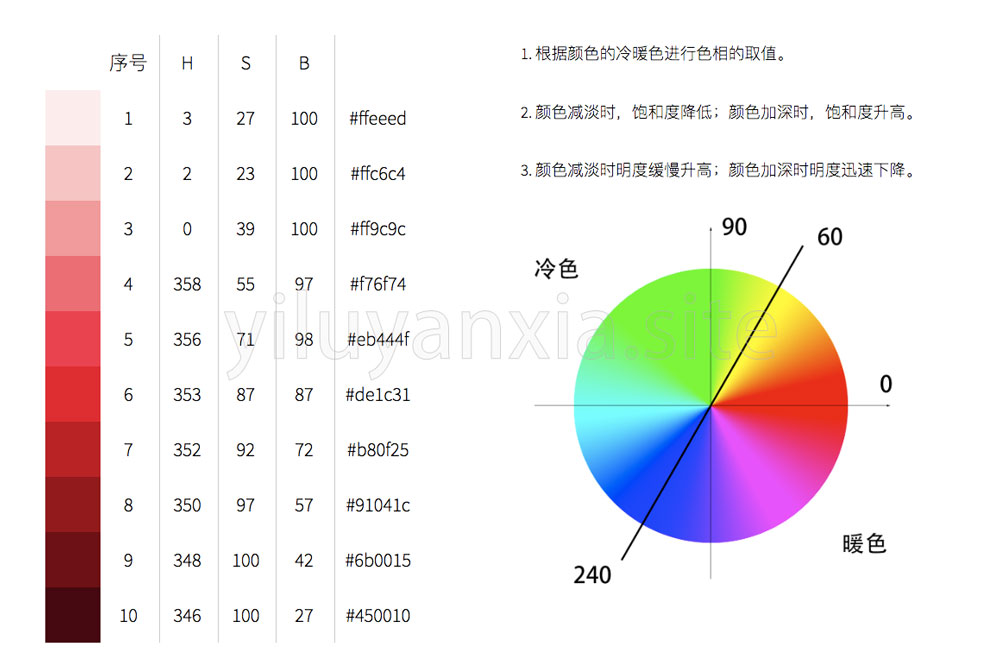 序号 H S B
1 3 27 100 #ffeeed
2 2 23 100 #ffc6c4
3 0 39 100 #ff9c9c
4 358 55 97 #f76f74
5 356 71 98 #eb444f
6 353 87 87 #de1c31
7 352 92 72 #b80f25
8 350 97 57 #91041c
9 348 100 42 #6b0015
10 346 100 27 #450010
1. 根据颜色的冷暖色进行色相的取值。
2. 颜色减淡时，饱和度降低；颜色加深时，饱和度升高。
3. 颜色减淡时明度缓慢升高；颜色加深时明度迅速下降。
90
60
冷色
0
暖色
240
yiluyanxia.site